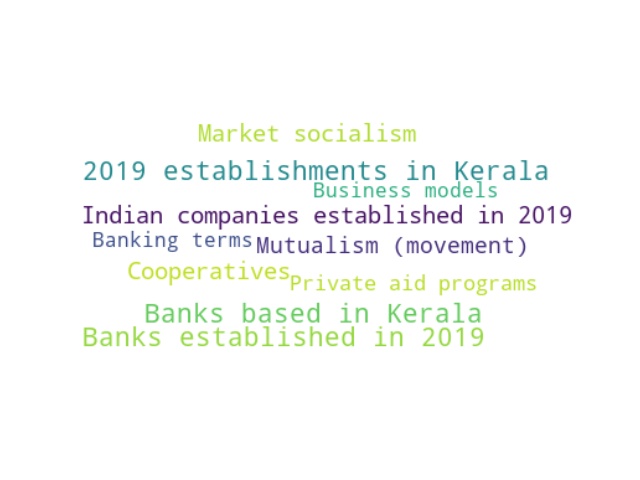 Market socialism
2019 establishments in Kerala
Business models
Indian companies established in 2019
Banking terms
Mutualism (movement)
Cooperatives
Private aid programs
Banks based in Kerala
Banks established in 2019